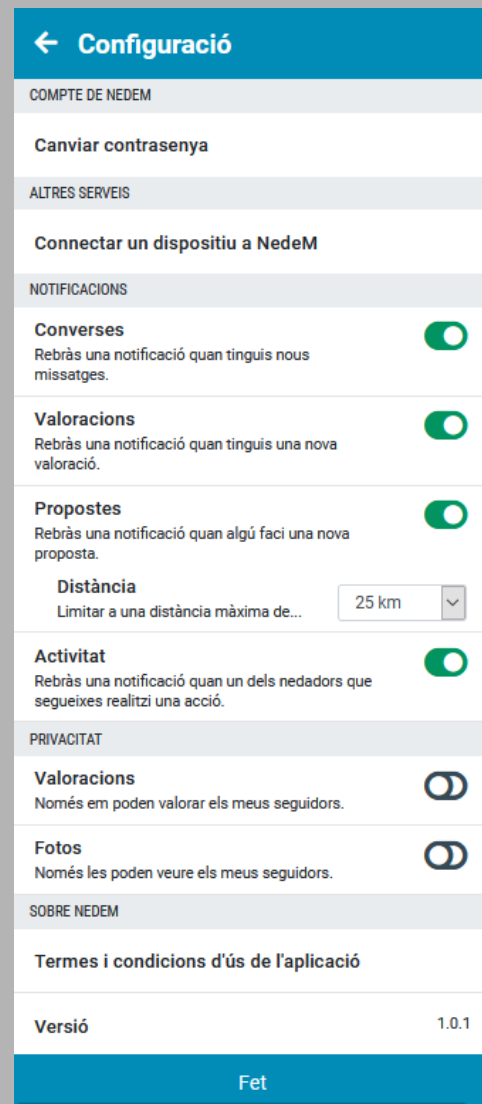 Configuració
COMPTE DE NEDEM
Canviar contrasenya
ALTRES SERVEIS
Connectar un dispositiu a NedeM
NOTIFICACIONS
Converses
Rebràs una notificació quan tinguis nous
missatges.
Valoracions
Rebràs una notificació quan tinguis una nova
valoració.
Propostes
Rebràs una notificació quan algú faci una nova
proposta.
Distància
Limitar a una distància màxima de...
25 km
Activitat
Rebràs una notificació quan un dels nedadors que
segueixes realitzi una acció.
PRIVACITAT
Valoracions
Només em poden valorar els meus seguidors.
Fotos
Només les poden veure els meus seguidors.
SOBRE NEDEM
Termes i condicions d'ús de l'aplicació
Versió
1.0.1
Fet